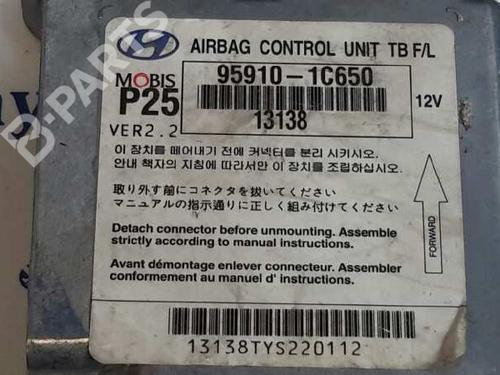 AIRBAG CONTROL UNIT TB F/L
MOBIS
95910-1C650
P25
13138
12V
VER2.2
이 장치를 떼어내기 전에 커넥터를 분리 시키시오.
안내 책자의 지침에 따라서만 이 장치를 조립하십시오.
取り外す前にコネクタを抜いてください
マニュアルの指示通りに正しく組み付けてください
Detach connector before unmounting. Assemble
strictly according to manual instructions.
FORWARD
Avant démontage enlever connecteur. Assembler
conformement au manuel d' instructions.
13138TYS220112
B-PARTS